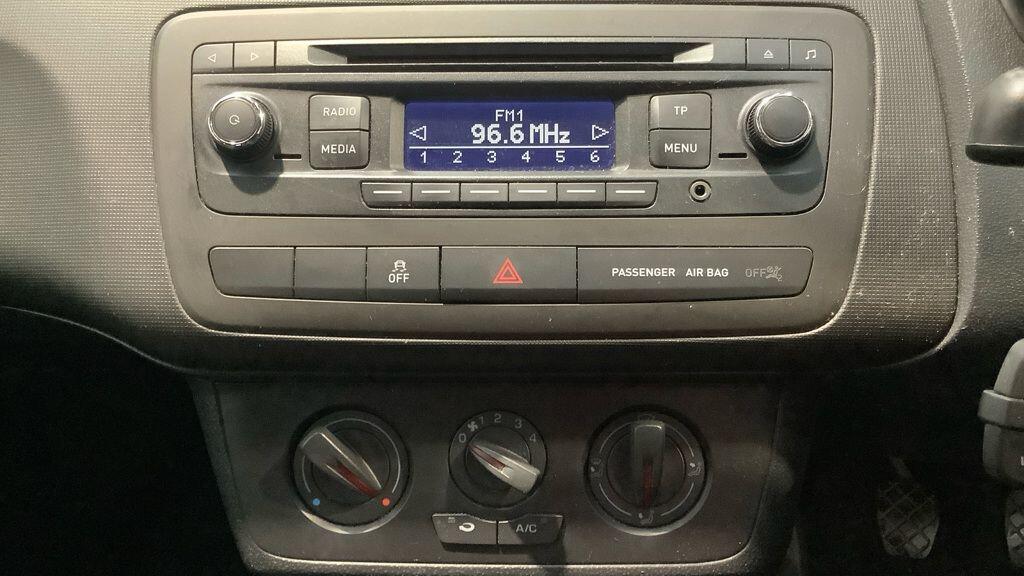 RADIO
MEDIA
FM1
96.6 MHz
1 2 3 4 5 6
TP
MENU
OFF
PASSENGER AIR BAG OFF
0 1 2 3 4
A/C